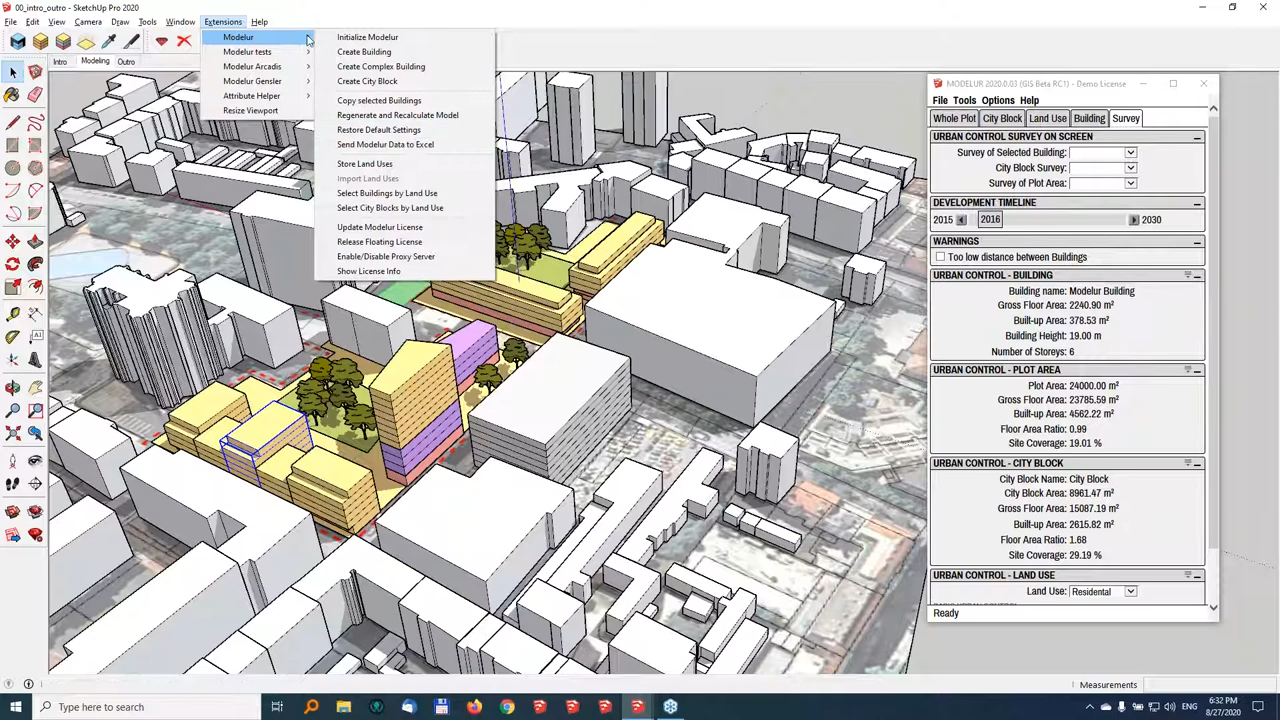 00_intro_outro - SketchUp Pro 2020
File Edit View Camera Draw Tools Window Extensions Help
Intro Modeling Outro
Modelur
Modelur tests
Modelur Arcadis
Modelur Gensler
Attribute Helper
Resize Viewport
Initialize Modelur
Create Building
Create Complex Building
Create City Block
Copy selected Buildings
Regenerate and Recalculate Model
Restore Default Settings
Send Modelur Data to Excel
Store Land Uses
Import Land Uses
Select Buildings by Land Use
Select City Blocks by Land Use
Update Modelur License
Release Floating License
Enable/Disable Proxy Server
Show License Info
MODELUR 2020.0.03 (GIS Beta RC1) - Demo License
File Tools Options Help
Whole Plot City Block Land Use Building Survey
URBAN CONTROL SURVEY ON SCREEN
Survey of Selected Building:
City Block Survey:
Survey of Plot Area:
DEVELOPMENT TIMELINE
2015 2016 2030
WARNINGS
Too low distance between Buildings
URBAN CONTROL - BUILDING
Building name: Modelur Building
Gross Floor Area: 2240.90 m²
Built-up Area: 378.53 m²
Building Height: 19.00 m
Number of Storeys: 6
URBAN CONTROL - PLOT AREA
Plot Area: 24000.00 m²
Gross Floor Area: 23785.59 m²
Built-up Area: 4562.22 m²
Floor Area Ratio: 0.99
Site Coverage: 19.01 %
URBAN CONTROL - CITY BLOCK
City Block Name: City Block
City Block Area: 8961.47 m²
Gross Floor Area: 15087.19 m²
Built-up Area: 2615.82 m²
Floor Area Ratio: 1.68
Site Coverage: 29.19 %
URBAN CONTROL - LAND USE
Land Use: Residental
Ready
Measurements
Type here to search
6:32 PM
8/27/2020